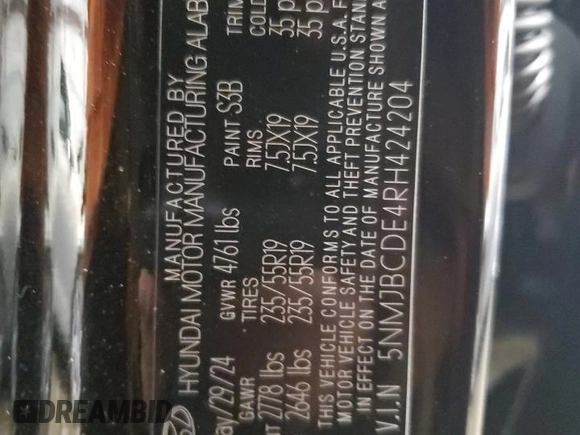 MANUFACTURED BY
HYUNDAI MOTOR MANUFACTURING ALAB
ay/29/24 GVWR 4761 lbs PAINT S3B TRIM
GAWR TIRES RIMS COLD
NT 2778 lbs 235/55R19 7.5JX19 35 p
2646 lbs 235/55R19 7.5JX19 35 p
THIS VEHICLE CONFORMS TO ALL APPLICABLE U.S.A. F
MOTOR VEHICLE SAFETY AND THEFT PREVENTION STAN
IN EFFECT ON THE DATE OF MANUFACTURE SHOWN A
V.I.N 5NMJBCDE4RH424204
DREAMBID